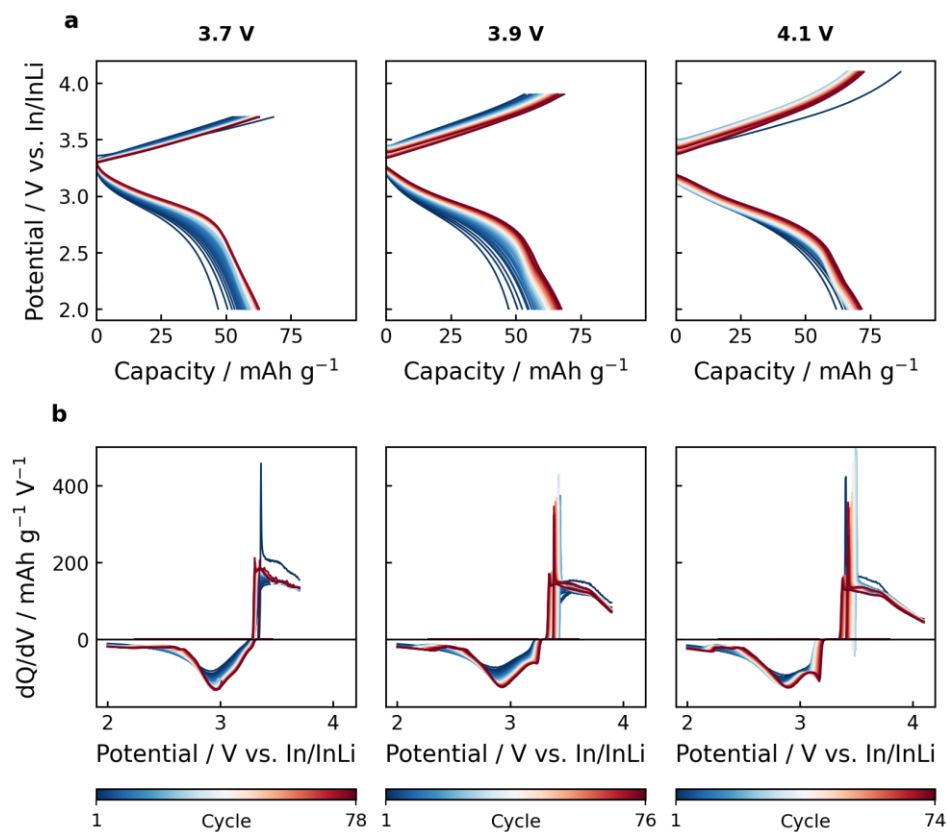 a
3.7 V 3.9 V 4.1 V
Potential / V vs. In/InLi
4.0
3.5
3.0
2.5
2.0
0 25 50 75 0 25 50 75 0 25 50 75
Capacity / mAh g⁻¹ Capacity / mAh g⁻¹ Capacity / mAh g⁻¹
b
dQ/dV / mAh g⁻¹ V⁻¹
400
200
0
2 3 4 2 3 4 2 3 4
Potential / V vs. In/InLi Potential / V vs. In/InLi Potential / V vs. In/InLi
1 Cycle 78 1 Cycle 76 1 Cycle 74